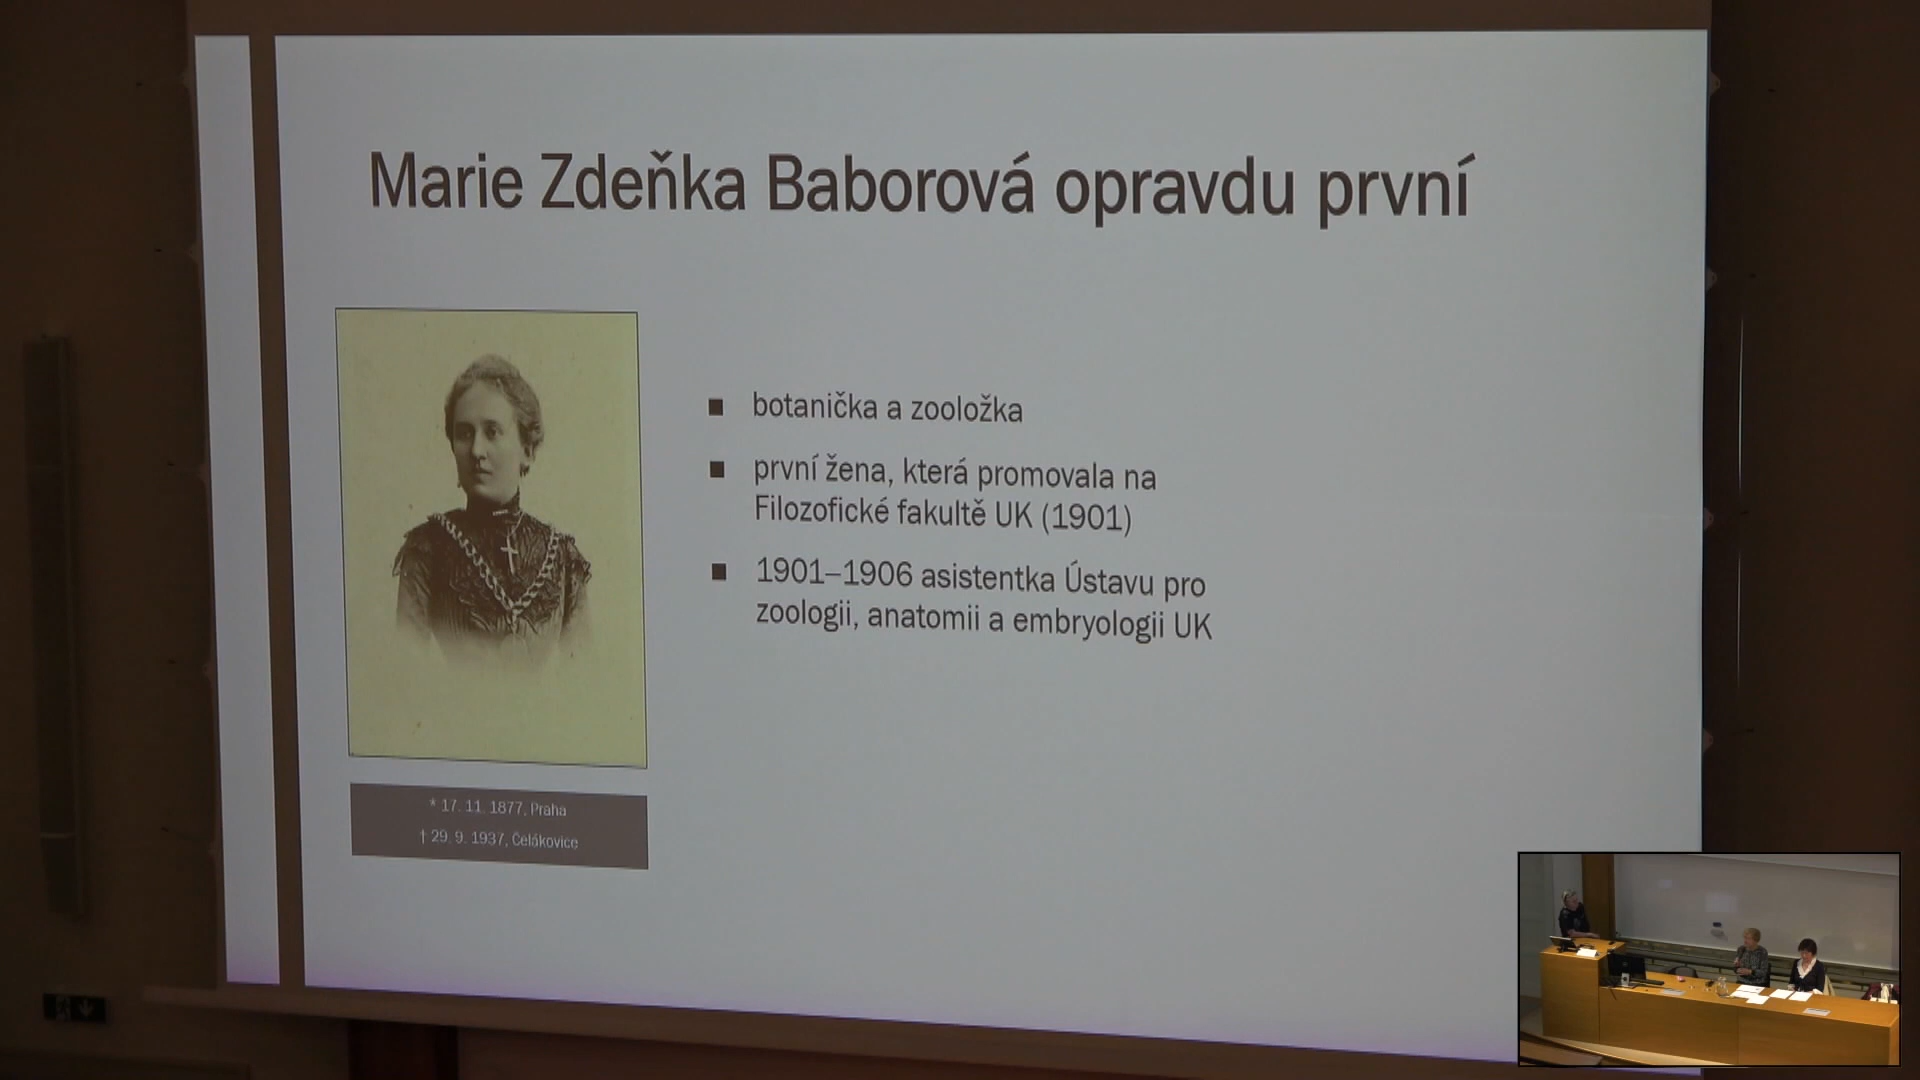 Marie Zdeňka Baborová opravdu první
botanička a zooložka
první žena, která promovala na
Filozofické fakultě UK (1901)
1901–1906 asistentka Ústavu pro
zoologii, anatomii a embryologii UK
* 17. 11. 1877, Praha
† 29. 9. 1937, Čelákovice